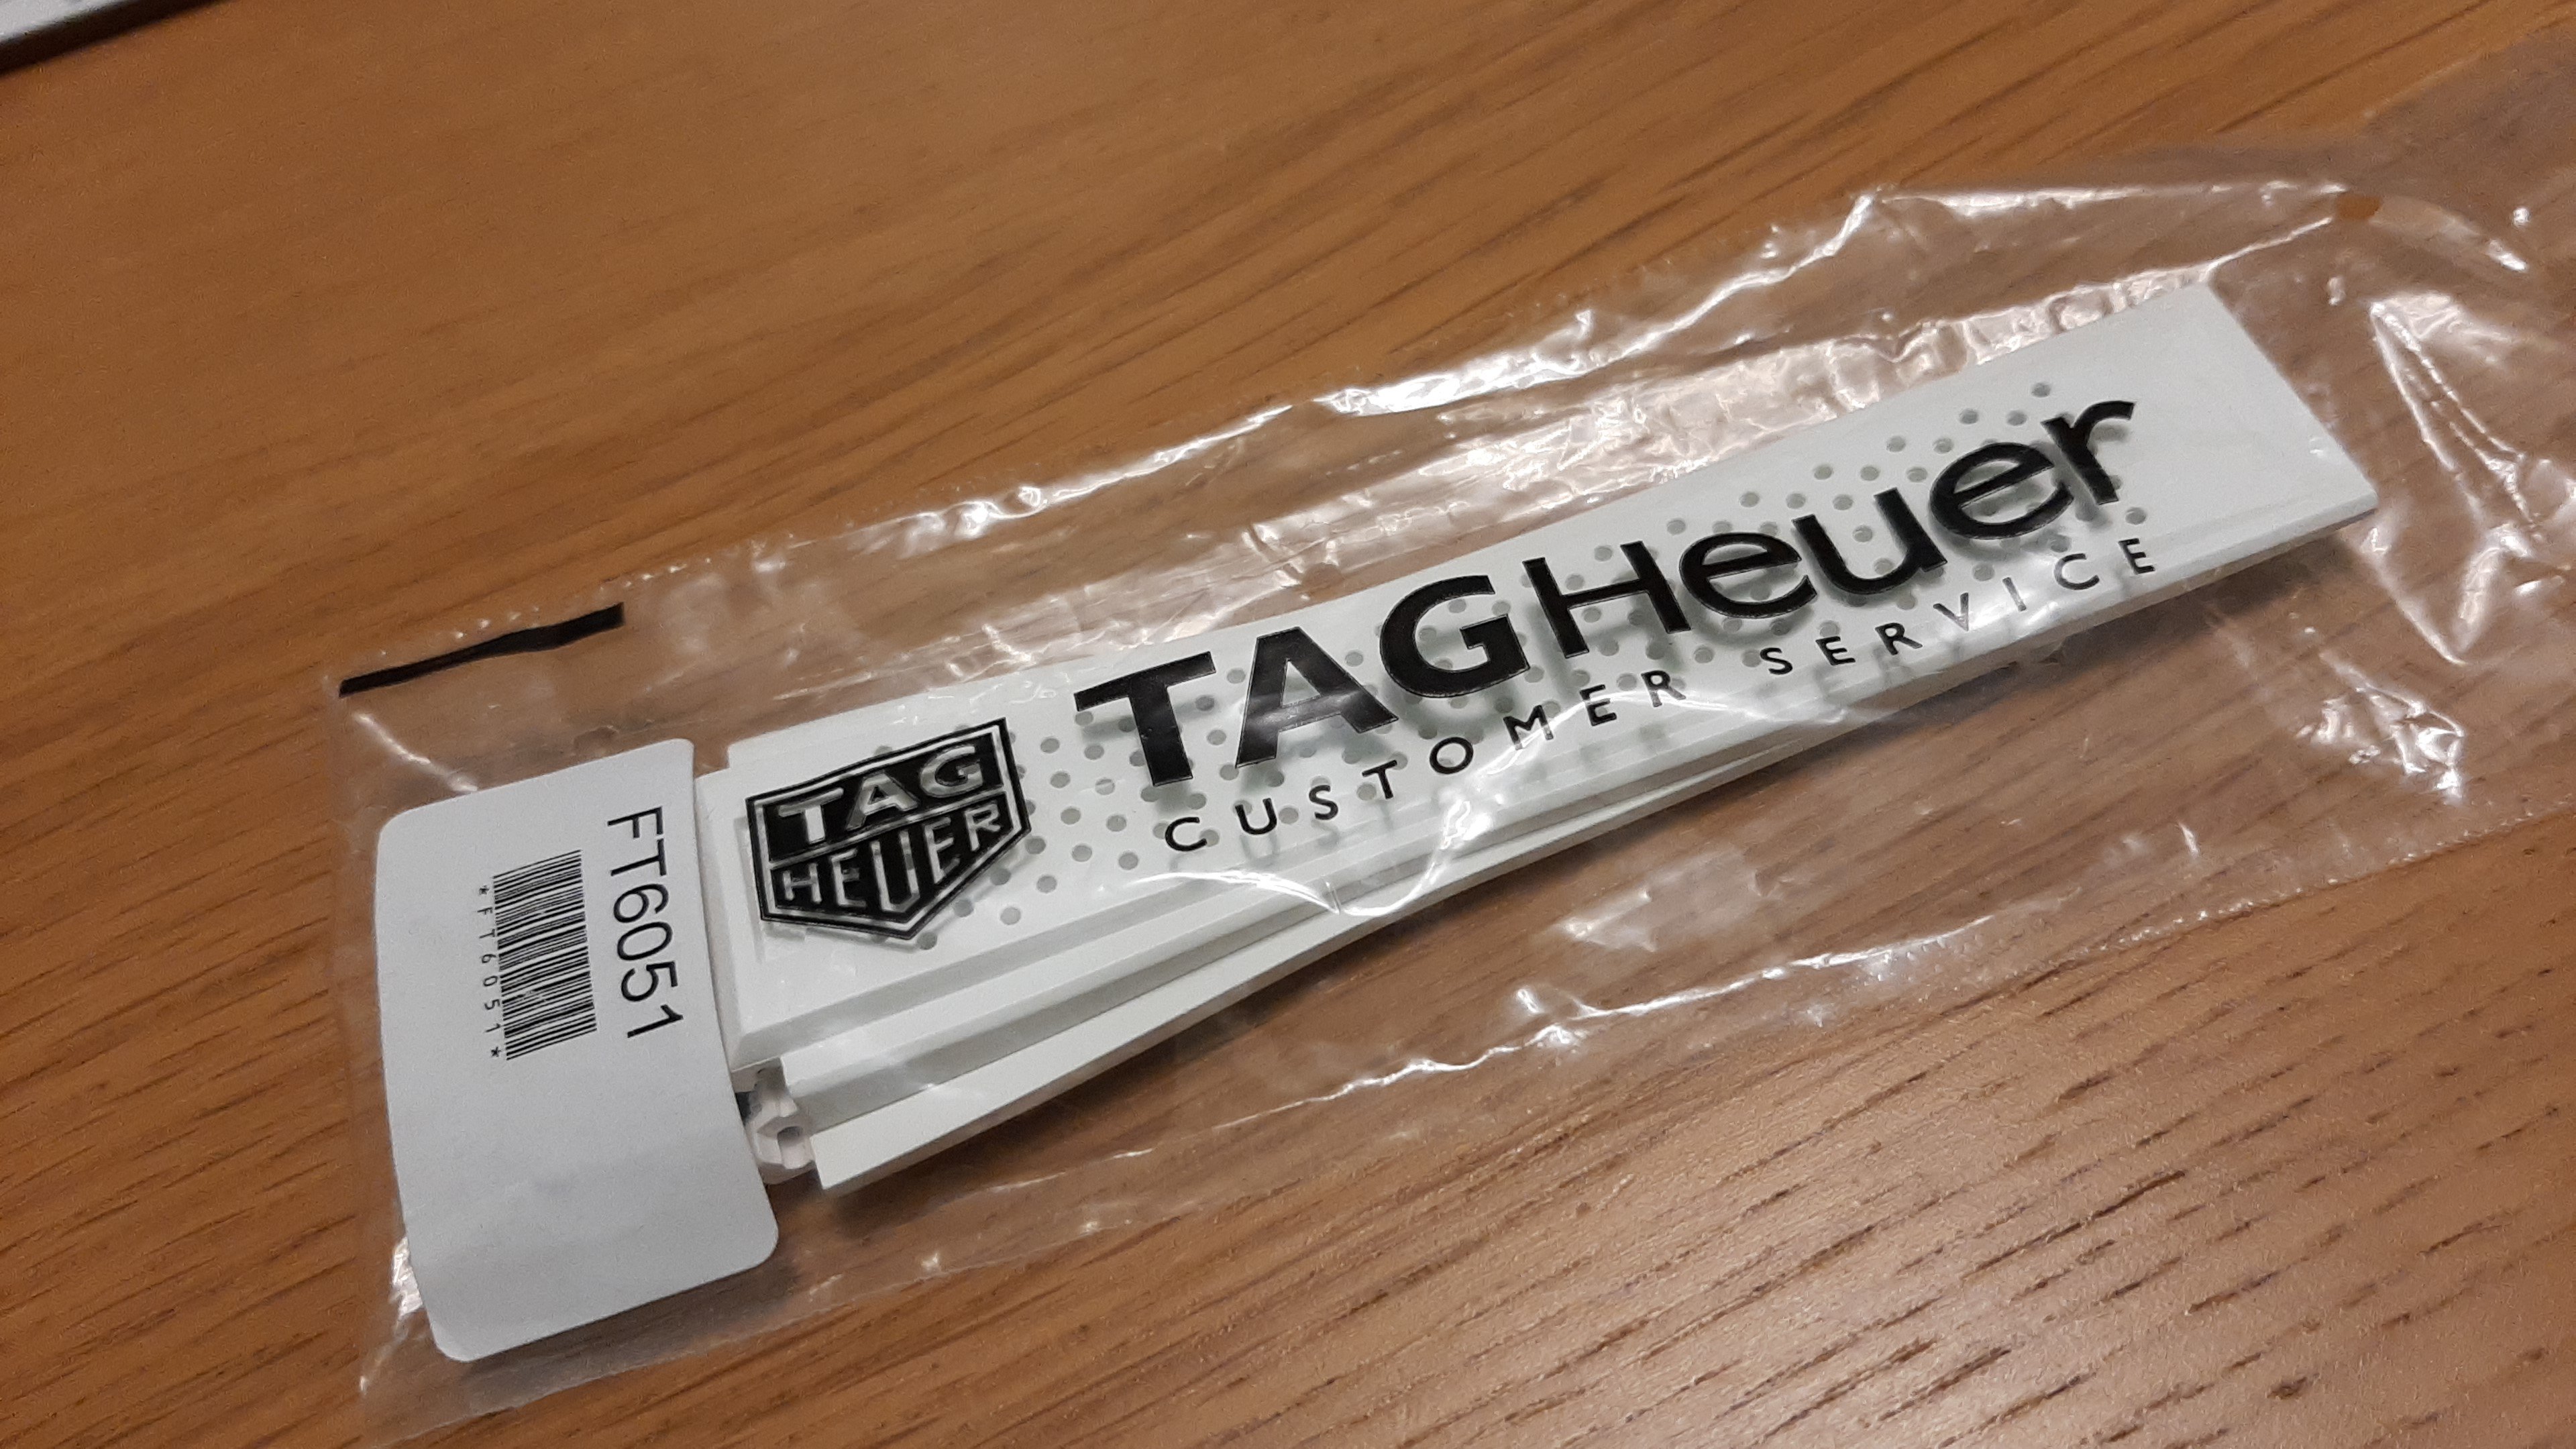 TAG
HEUER
TAGHeuer
CUSTOMER SERVICE
FT6051
*FT6051*